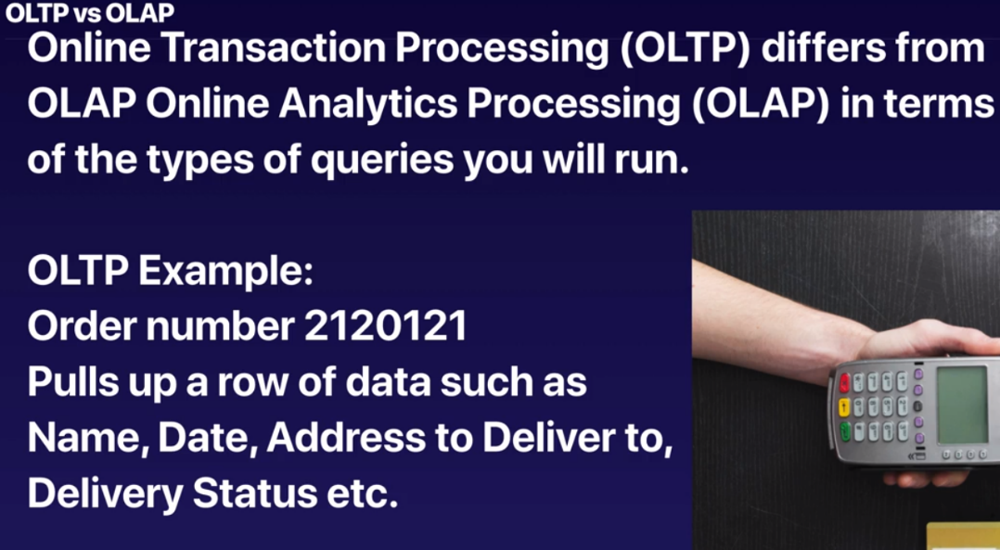 OLTP vs OLAP
Online Transaction Processing (OLTP) differs from
OLAP Online Analytics Processing (OLAP) in terms
of the types of queries you will run.
OLTP Example:
Order number 2120121
Pulls up a row of data such as
Name, Date, Address to Deliver to,
Delivery Status etc.